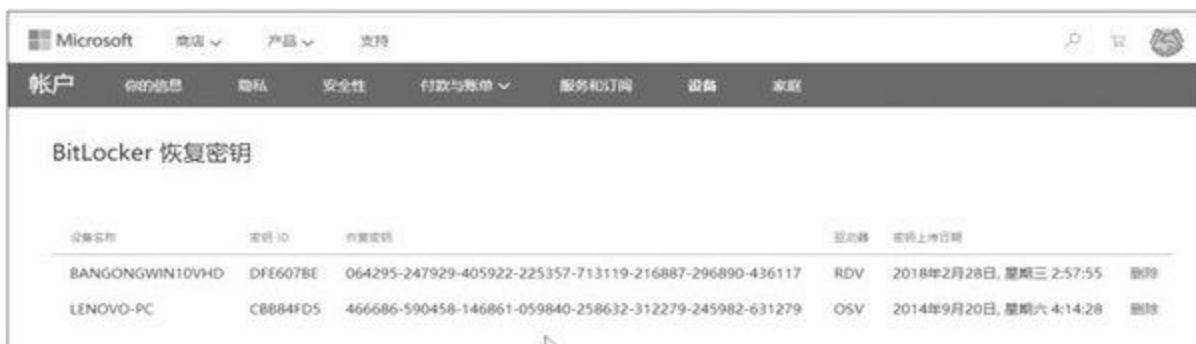 Microsoft 商店 产品 支持
帐户 你的信息 隐私 安全性 付款与账单 服务和订阅 设备 家庭
BitLocker 恢复密钥
设备名称 密钥 ID 恢复密钥 驱动器 密钥上传日期
BANGONGWIN10VHD DFE607BE 064295-247929-405922-225357-713119-216887-296890-436117 RDV 2018年2月28日, 星期三 2:57:55 删除
LENOVO-PC CBB84FD5 466686-590458-146861-059840-258632-312279-245982-631279 OSV 2014年9月20日, 星期六 4:14:28 删除